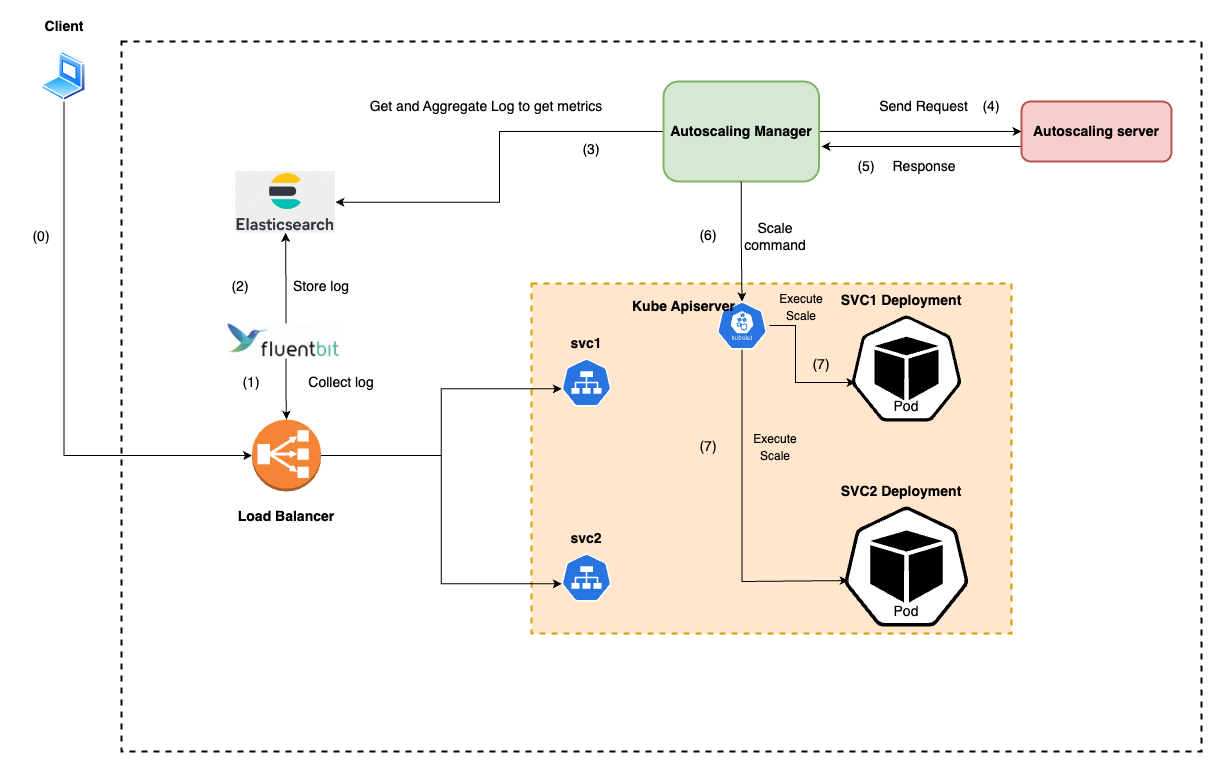 Client
Get and Aggregate Log to get metrics
(3)
Autoscaling Manager
Send Request (4)
(5) Response
Autoscaling server
(0)
Elasticsearch
(2) Store log
fluentbit
(1) Collect log
Load Balancer
(6)
Scale
command
Kube Apiserver
kubelet
Execute
Scale
(7)
SVC1 Deployment
Pod
svc1
(7)
Execute
Scale
SVC2 Deployment
Pod
svc2